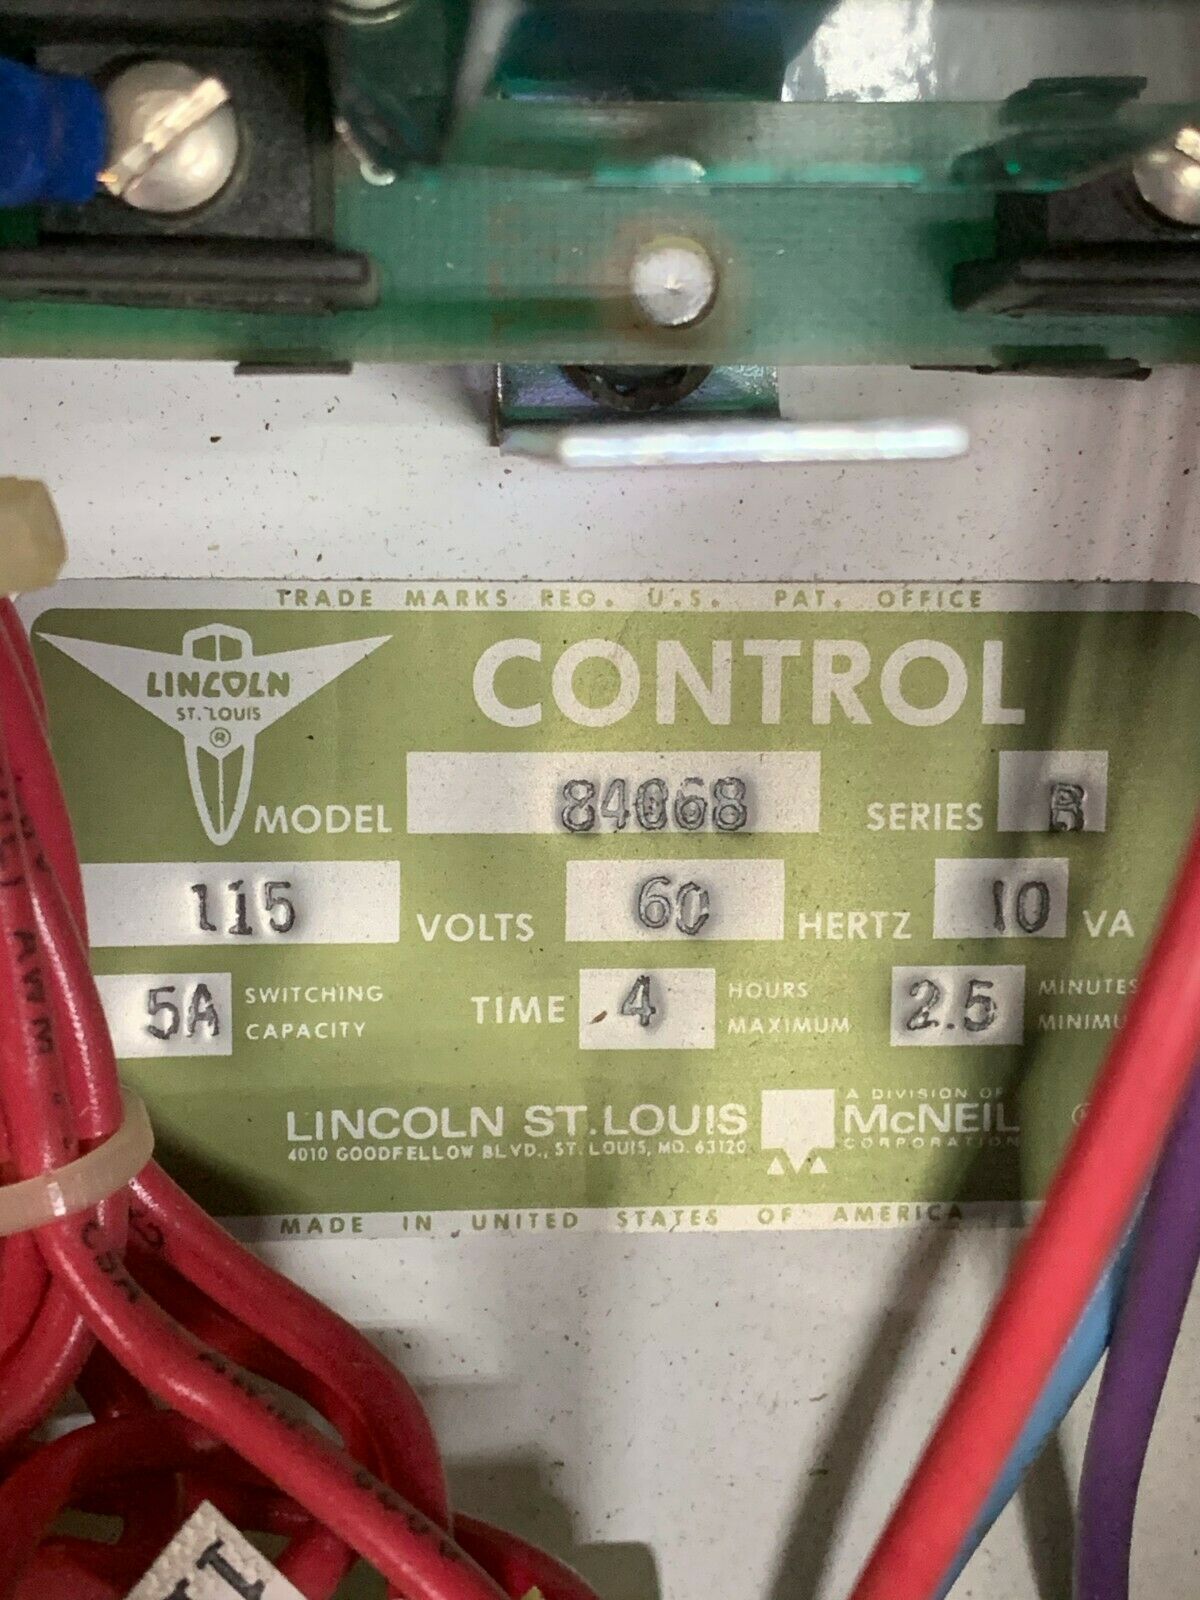 TRADE MARKS REG. U.S. PAT. OFFICE
LINCOLN
ST. LOUIS
®
CONTROL
MODEL 84068 SERIES B
115 VOLTS 60 HERTZ 10 VA
5A SWITCHING CAPACITY TIME 4 HOURS MAXIMUM 2.5 MINUTES MINIMU
LINCOLN ST. LOUIS
4010 GOODFELLOW BLVD., ST. LOUIS, MO. 63120
A DIVISION OF
McNEIL ®
CORPORATION
MADE IN UNITED STATES OF AMERICA